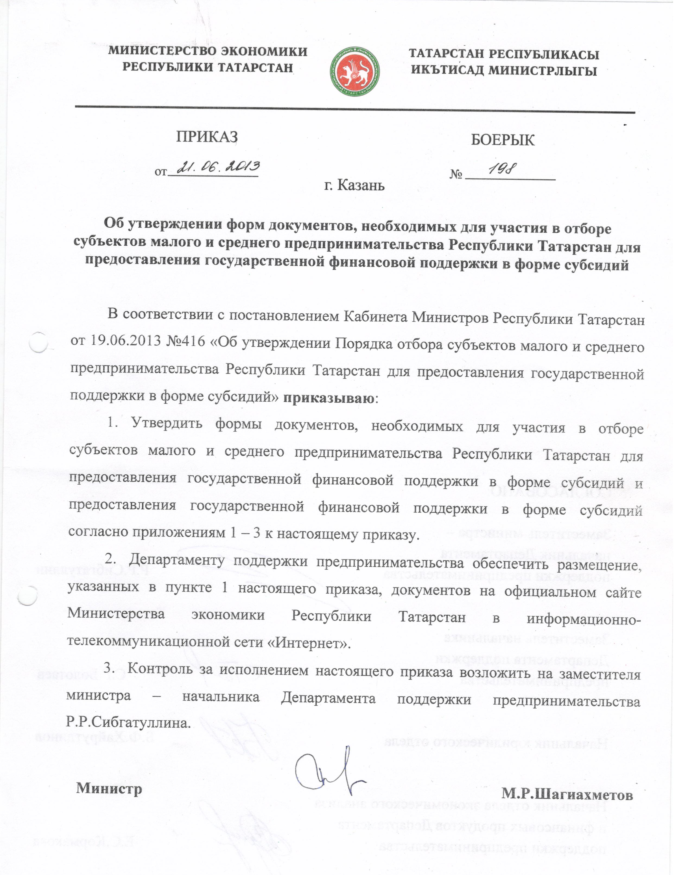 МИНИСТЕРСТВО ЭКОНОМИКИ
РЕСПУБЛИКИ ТАТАРСТАН
ТАТАРСТАН РЕСПУБЛИКАСЫ
ИКЪТИСАД МИНИСТРЛЫГЫ
ПРИКАЗ
БОЕРЫК
от 21.06.2013
№ 198
г. Казань
Об утверждении форм документов, необходимых для участия в отборе
субъектов малого и среднего предпринимательства Республики Татарстан для
предоставления государственной финансовой поддержки в форме субсидий
В соответствии с постановлением Кабинета Министров Республики Татарстан
от 19.06.2013 №416 «Об утверждении Порядка отбора субъектов малого и среднего
предпринимательства Республики Татарстан для предоставления государственной
поддержки в форме субсидий» приказываю:
1. Утвердить формы документов, необходимых для участия в отборе
субъектов малого и среднего предпринимательства Республики Татарстан для
предоставления государственной финансовой поддержки в форме субсидий и
предоставления государственной финансовой поддержки в форме субсидий
согласно приложениям 1 – 3 к настоящему приказу.
2. Департаменту поддержки предпринимательства обеспечить размещение,
указанных в пункте 1 настоящего приказа, документов на официальном сайте
Министерства экономики Республики Татарстан в информационно-
телекоммуникационной сети «Интернет».
3. Контроль за исполнением настоящего приказа возложить на заместителя
министра – начальника Департамента поддержки предпринимательства
Р.Р.Сибгатуллина.
Министр
М.Р.Шагиахметов